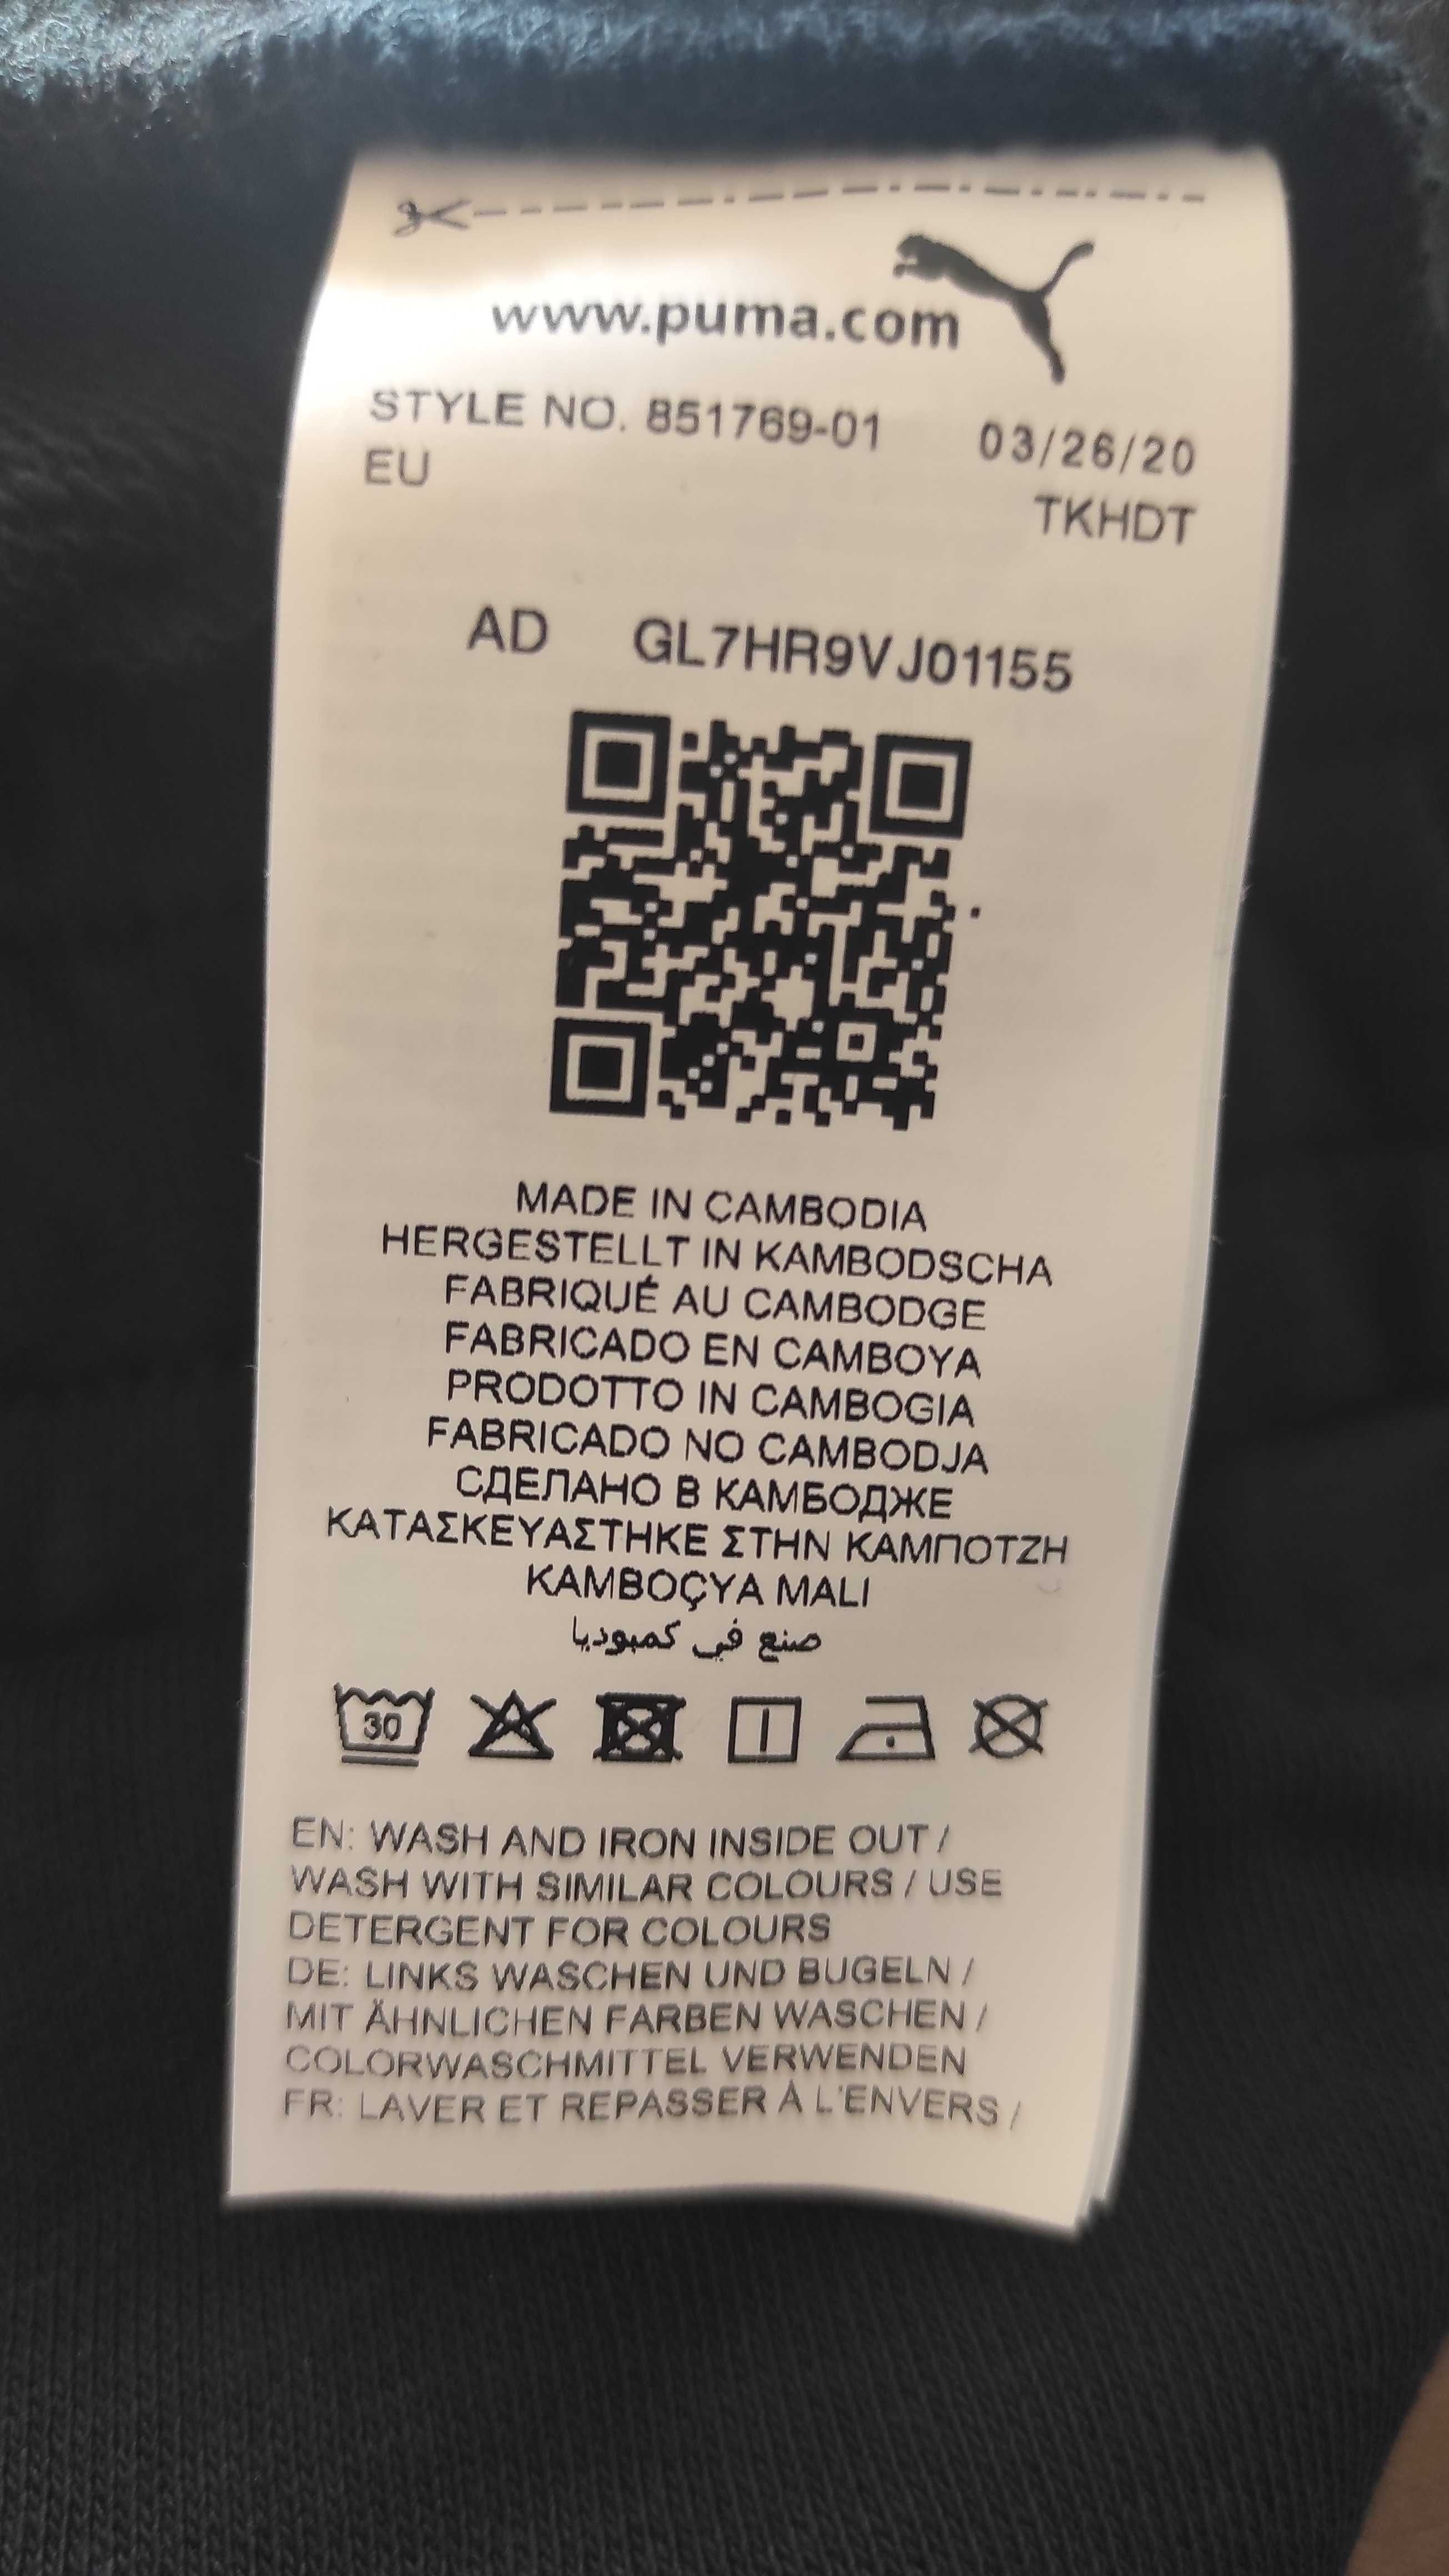 www.puma.com
STYLE NO. 851769-01 03/26/20
EU
TKHDT
AD GL7HR9VJ01155
MADE IN CAMBODIA
HERGESTELLT IN KAMBODSCHA
FABRIQUÉ AU CAMBODGE
FABRICADO EN CAMBOYA
PRODOTTO IN CAMBOGIA
FABRICADO NO CAMBODJA
СДЕЛАНО В КАМБОДЖЕ
ΚΑΤΑΣΚΕΥΑΣΤΗΚΕ ΣΤΗΝ ΚΑΜΠΟΤΖΗ
KAMBOÇYA MALI
صنع في كمبوديا
30
EN: WASH AND IRON INSIDE OUT /
WASH WITH SIMILAR COLOURS / USE
DETERGENT FOR COLOURS
DE: LINKS WASCHEN UND BUGELN /
MIT ÄHNLICHEN FARBEN WASCHEN /
COLORWASCHMITTEL VERWENDEN
FR: LAVER ET REPASSER À L'ENVERS /